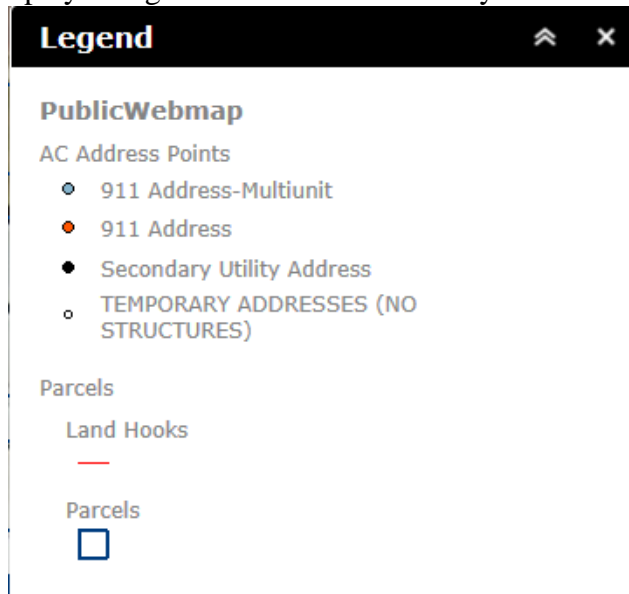 Legend
PublicWebmap
AC Address Points
911 Address-Multiunit
911 Address
Secondary Utility Address
TEMPORARY ADDRESSES (NO
STRUCTURES)
Parcels
Land Hooks
Parcels